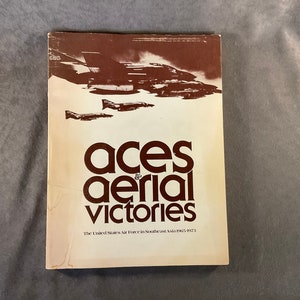 aces
&
aerial
victories
The United States Air Force in Southeast Asia 1965-1973